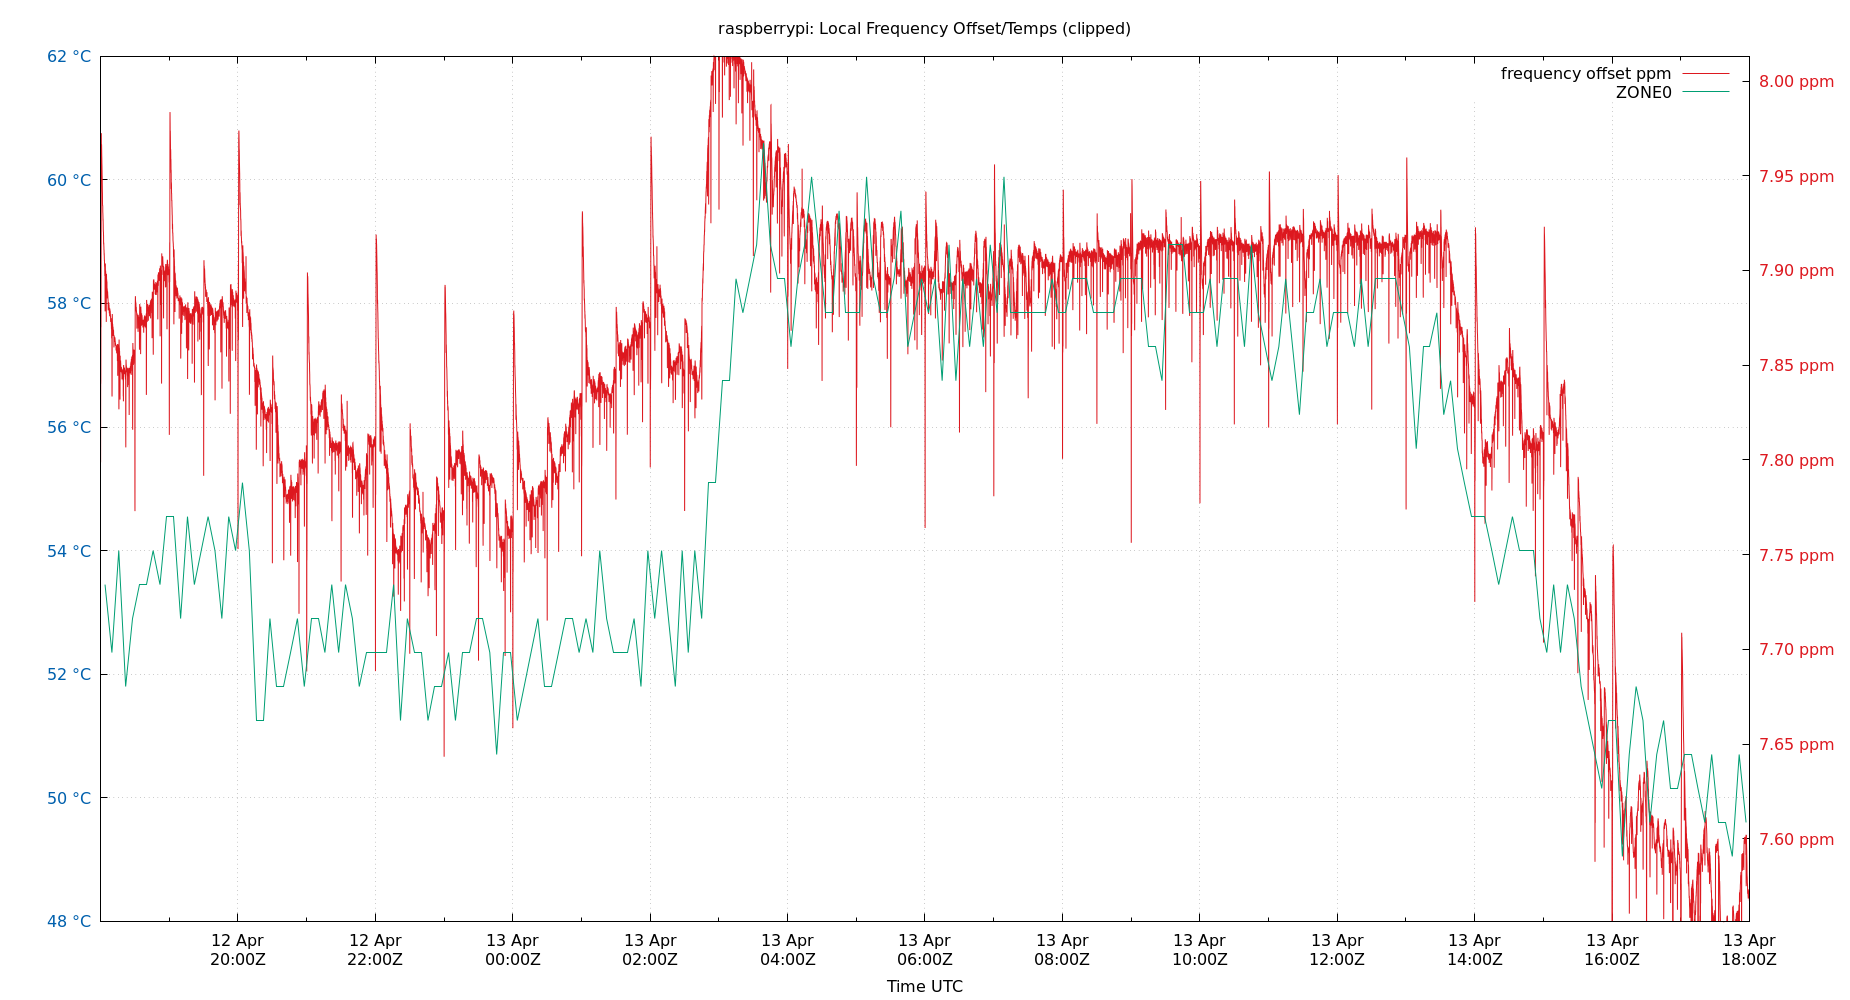 raspberrypi: Local Frequency Offset/Temps (clipped)
frequency offset ppm
ZONE0
62 °C
60 °C
58 °C
56 °C
54 °C
52 °C
50 °C
48 °C
8.00 ppm
7.95 ppm
7.90 ppm
7.85 ppm
7.80 ppm
7.75 ppm
7.70 ppm
7.65 ppm
7.60 ppm
12 Apr 12 Apr 13 Apr 13 Apr 13 Apr 13 Apr 13 Apr 13 Apr 13 Apr 13 Apr 13 Apr 13 Apr
20:00Z 22:00Z 00:00Z 02:00Z 04:00Z 06:00Z 08:00Z 10:00Z 12:00Z 14:00Z 16:00Z 18:00Z
Time UTC